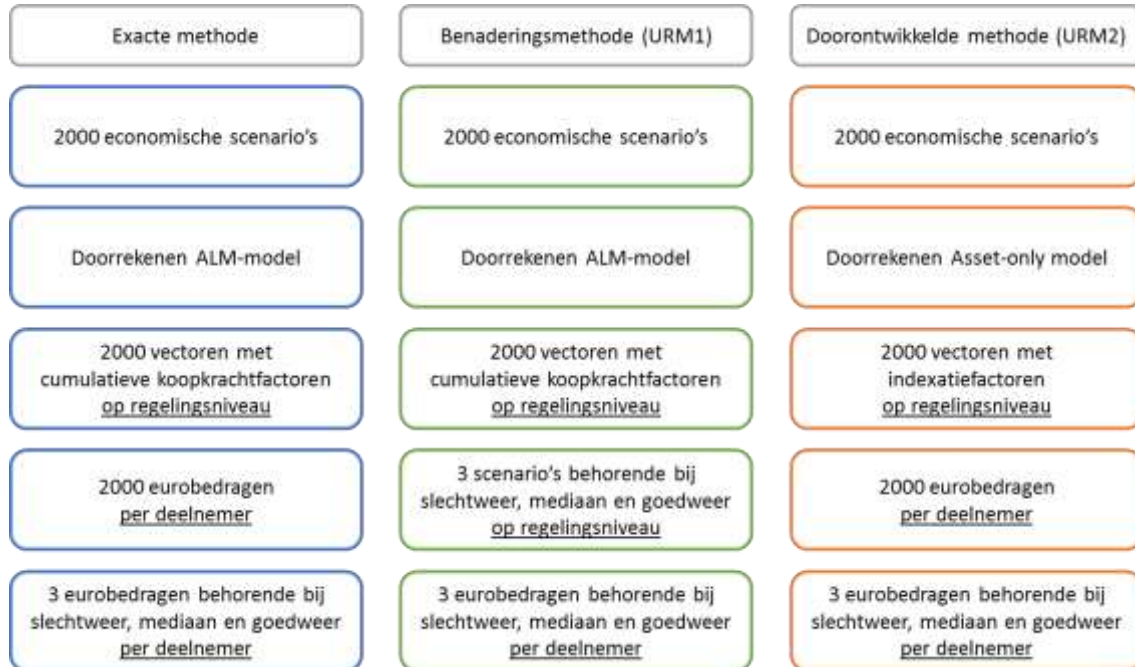 Exacte methode
Benaderingsmethode (URM1)
Doorontwikkelde methode (URM2)
2000 economische scenario's
2000 economische scenario's
2000 economische scenario's
Doorrekenen ALM-model
Doorrekenen ALM-model
Doorrekenen Asset-only model
2000 vectoren met
cumulatieve koopkrachtfactoren
op regelingsniveau
2000 vectoren met
cumulatieve koopkrachtfactoren
op regelingsniveau
2000 vectoren met
indexatiefactoren
op regelingsniveau
2000 eurobedragen
per deelnemer
3 scenario's behorende bij
slechtweer, mediaan en goedweer
op regelingsniveau
2000 eurobedragen
per deelnemer
3 eurobedragen behorende bij
slechtweer, mediaan en goedweer
per deelnemer
3 eurobedragen behorende bij
slechtweer, mediaan en goedweer
per deelnemer
3 eurobedragen behorende bij
slechtweer, mediaan en goedweer
per deelnemer